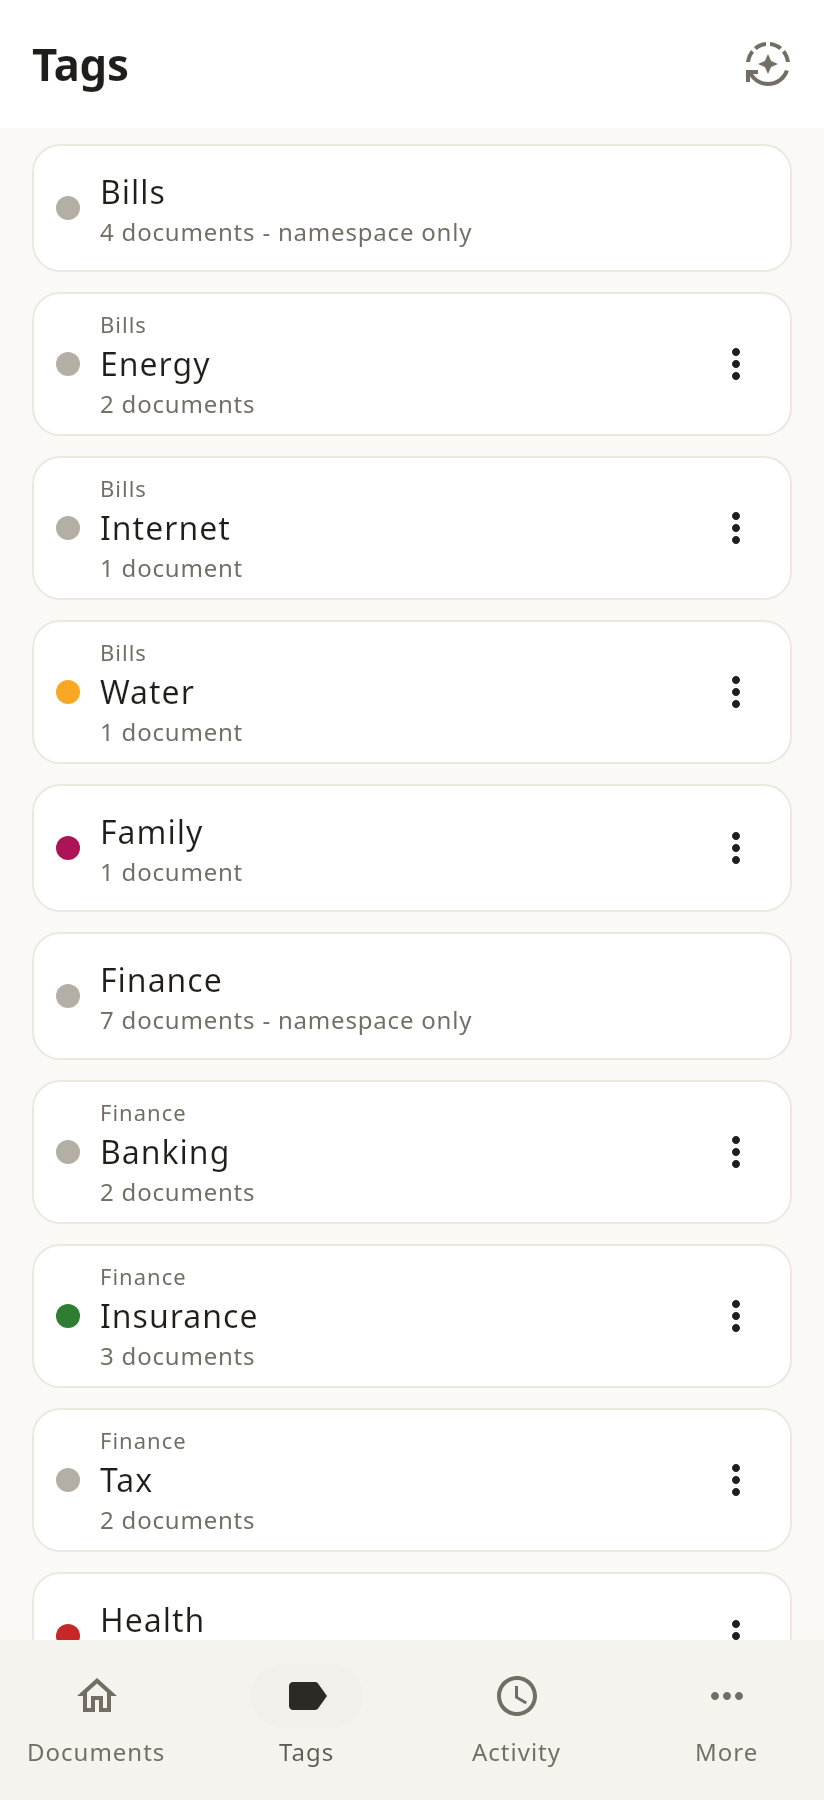 Tags
Bills
4 documents - namespace only
Bills
Energy
2 documents
Bills
Internet
1 document
Bills
Water
1 document
Family
1 document
Finance
7 documents - namespace only
Finance
Banking
2 documents
Finance
Insurance
3 documents
Finance
Tax
2 documents
Health
Documents
Tags
Activity
More